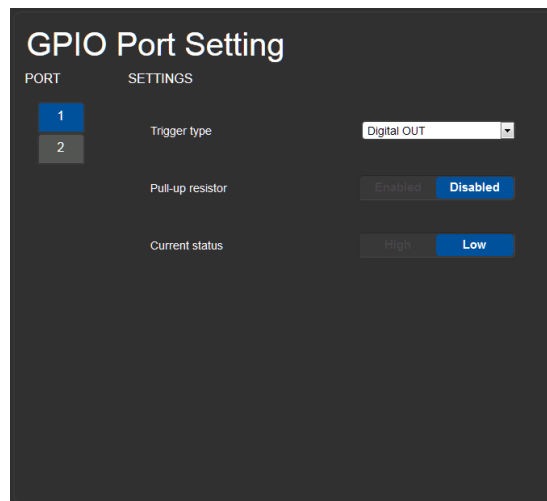 GPIO Port Setting
PORT SETTINGS
1
Trigger type Digital OUT
2
Pull-up resistor Enabled Disabled
Current status High Low